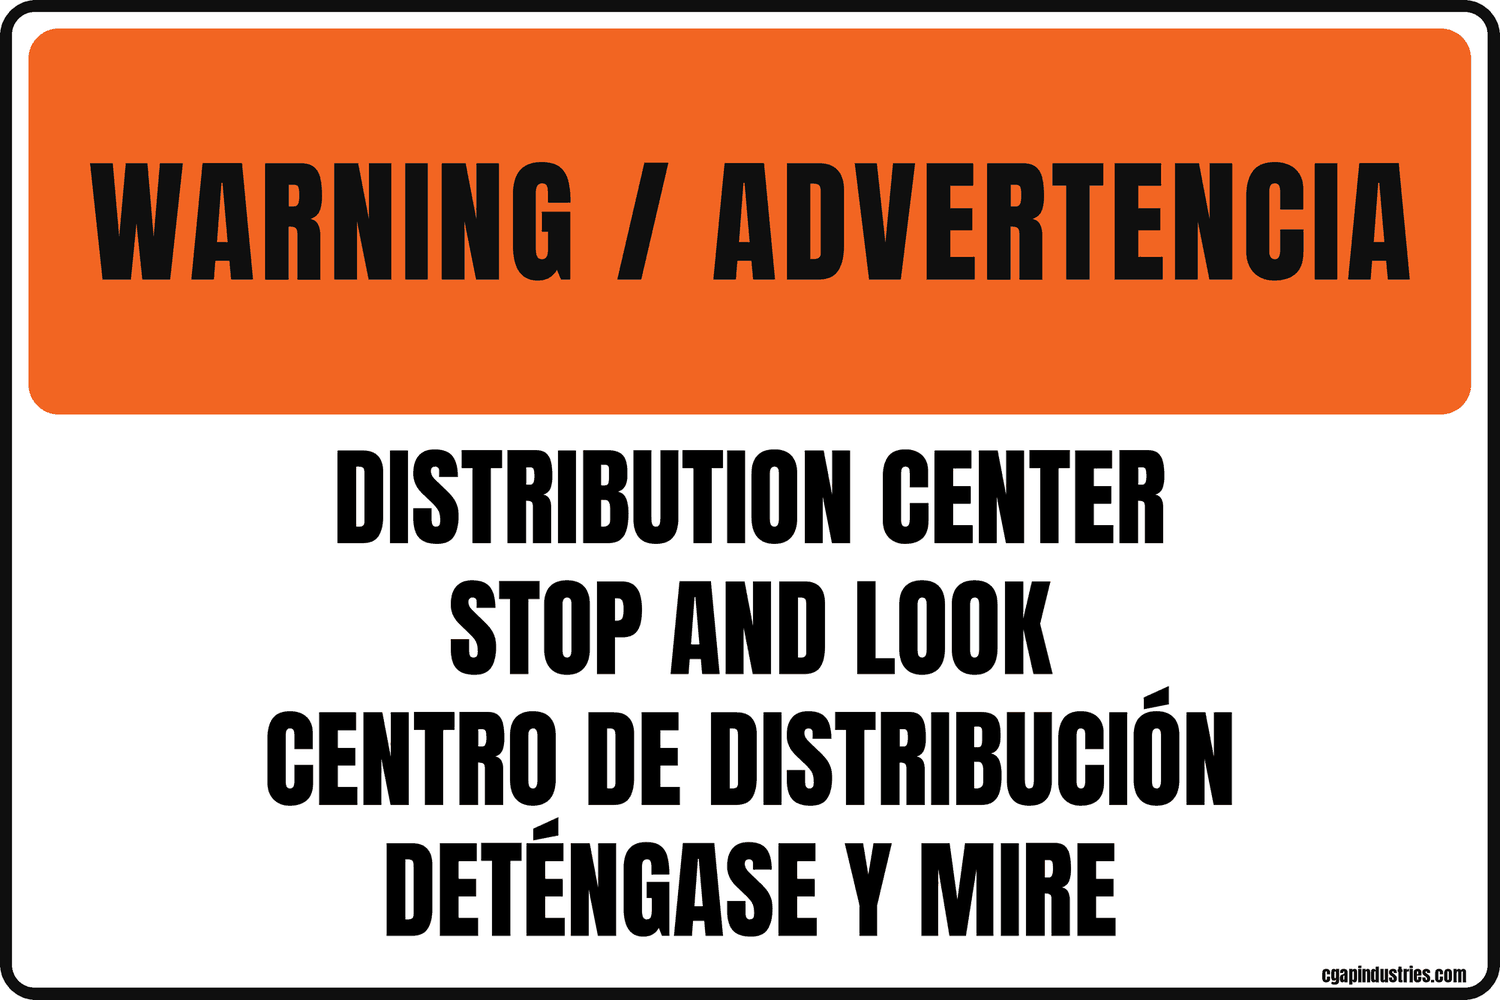 WARNING / ADVERTENCIA
DISTRIBUTION CENTER
STOP AND LOOK
CENTRO DE DISTRIBUCIÓN
DETÉNGASE Y MIRE
cgapindustries.com